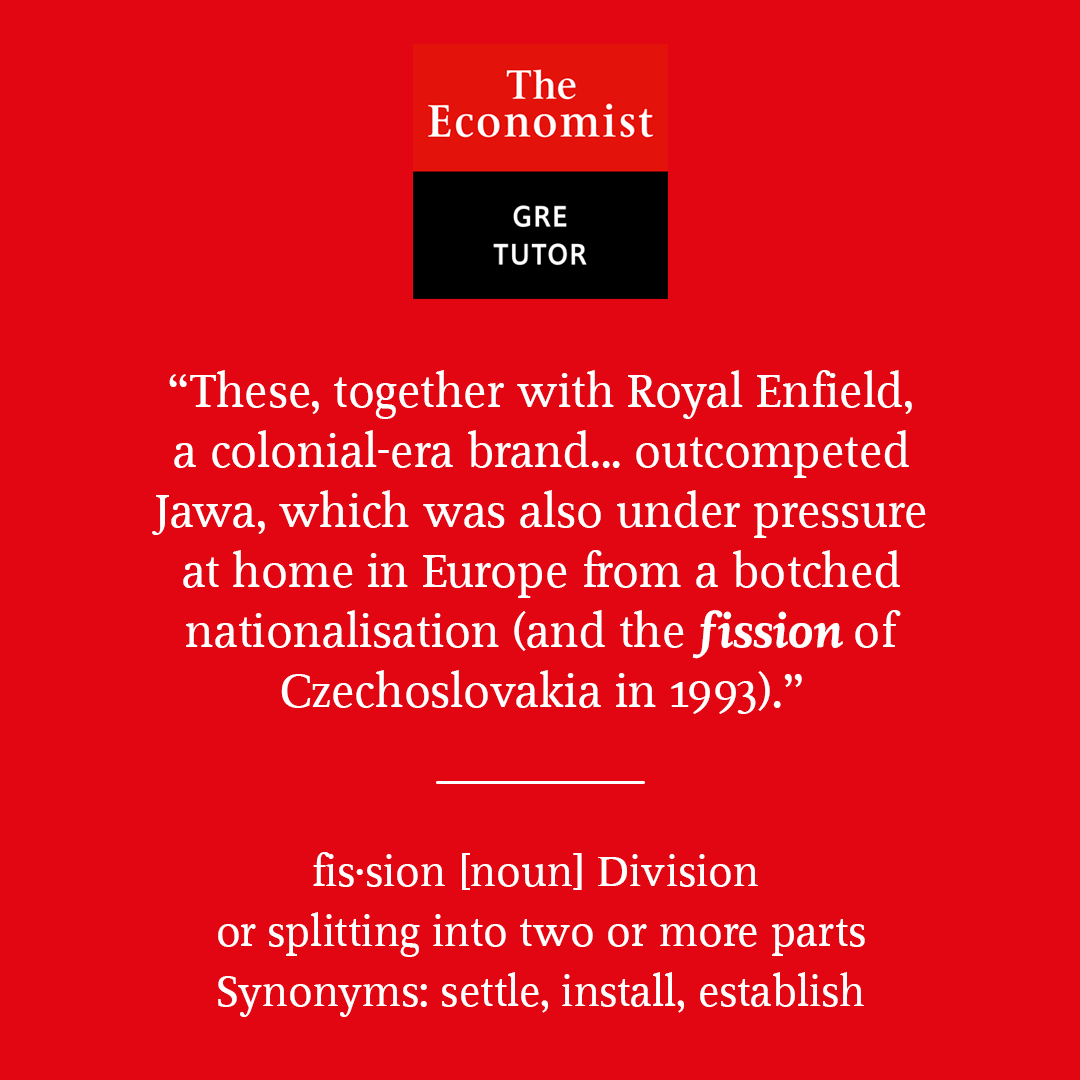 The
Economist
GRE
TUTOR
“These, together with Royal Enfield,
a colonial-era brand... outcompeted
Jawa, which was also under pressure
at home in Europe from a botched
nationalisation (and the fission of
Czechoslovakia in 1993).”
fis·sion [noun] Division
or splitting into two or more parts
Synonyms: settle, install, establish